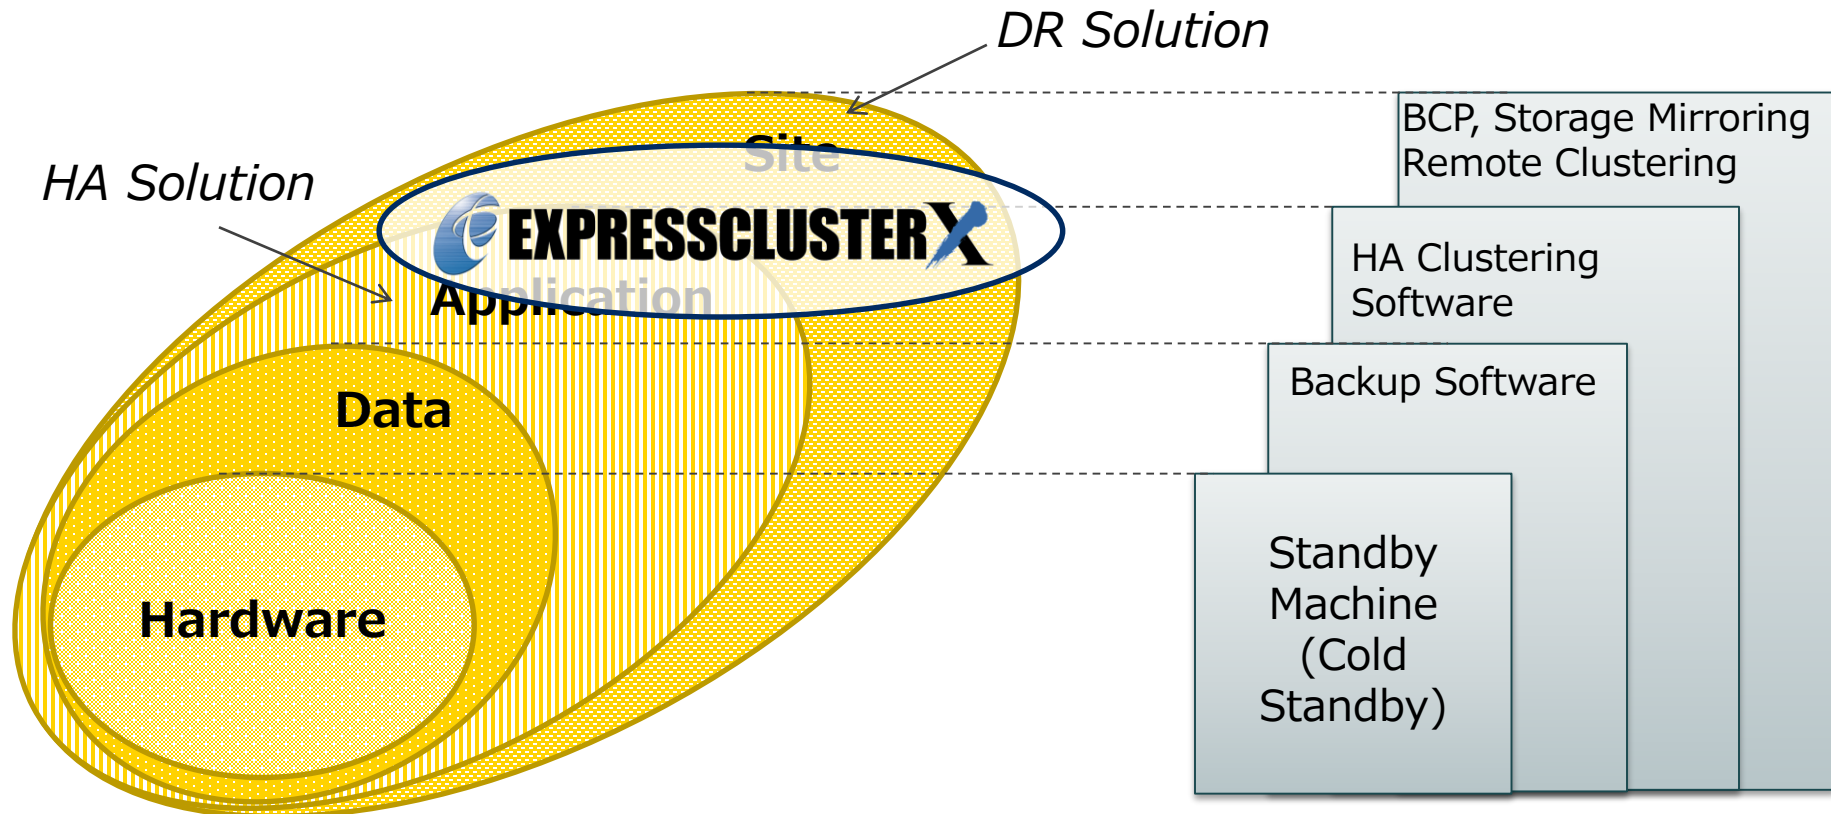 DR Solution
BCP, Storage Mirroring
Remote Clustering
Site
HA Solution
EXPRESSCLUSTER X
HA Clustering
Software
Application
Backup Software
Data
Standby
Machine
(Cold
Standby)
Hardware